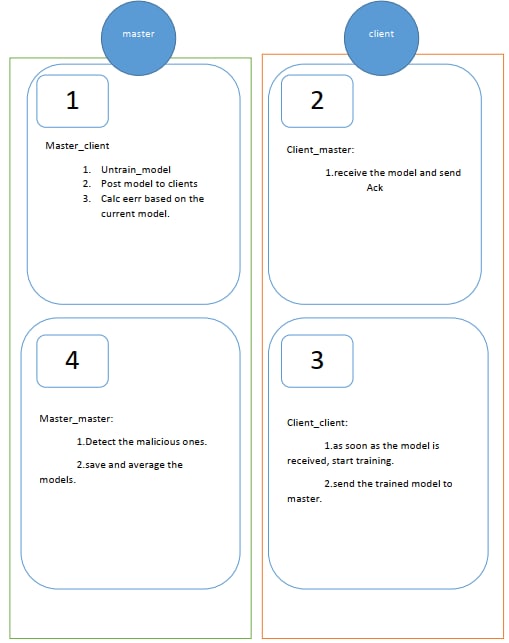 master
client
1
Master_client
1. Untrain_model
2. Post model to clients
3. Calc eerr based on the
current model.
2
Client_master:
1.receive the model and send
Ack
4
Master_master:
1.Detect the malicious ones.
2.save and average the
models.
3
Client_client:
1.as soon as the model is
received, start training.
2.send the trained model to
master.